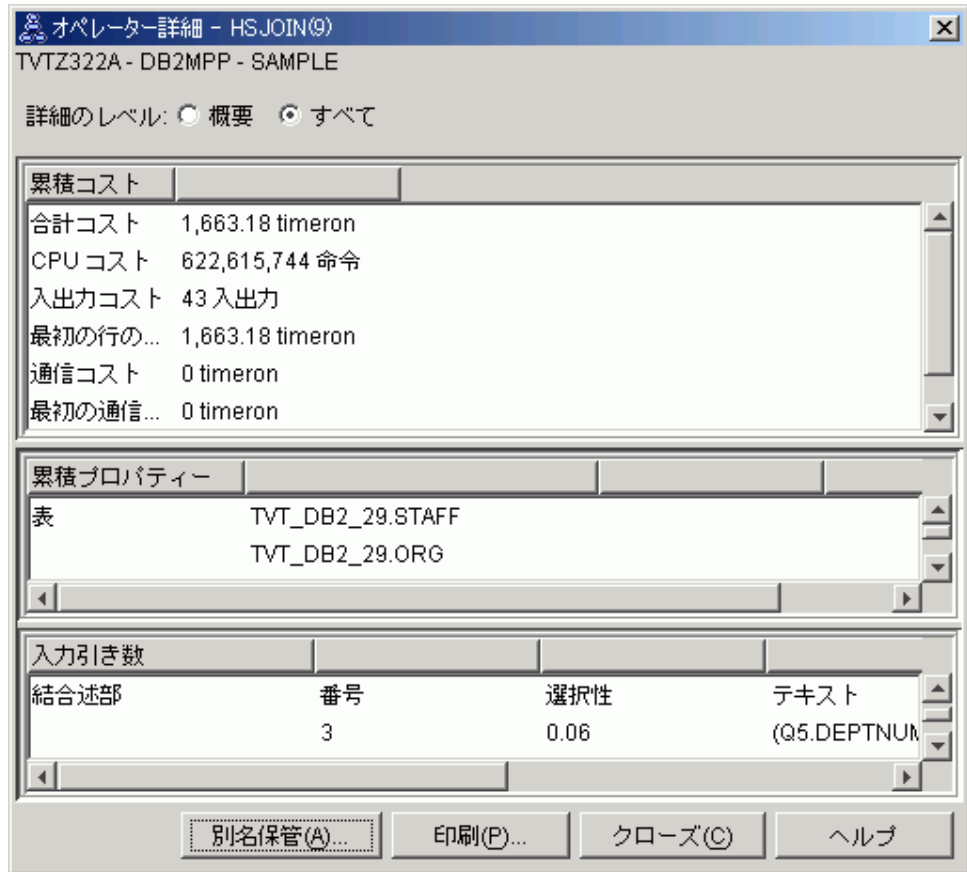 オペレーター詳細 - HSJOIN(9)
TVTZ322A - DB2MPP - SAMPLE
詳細のレベル: 概要 すべて
累積コスト
合計コスト 1,663.18 timeron
CPU コスト 622,615,744 命令
入出力コスト 43 入出力
最初の行の... 1,663.18 timeron
通信コスト 0 timeron
最初の通信... 0 timeron
累積プロパティー
表 TVT_DB2_29.STAFF
TVT_DB2_29.ORG
入力引き数
結合述部 番号 選択性 テキスト
3 0.06 (Q5.DEPTNUM
別名保管(A)... 印刷(P)... クローズ(C) ヘルプ